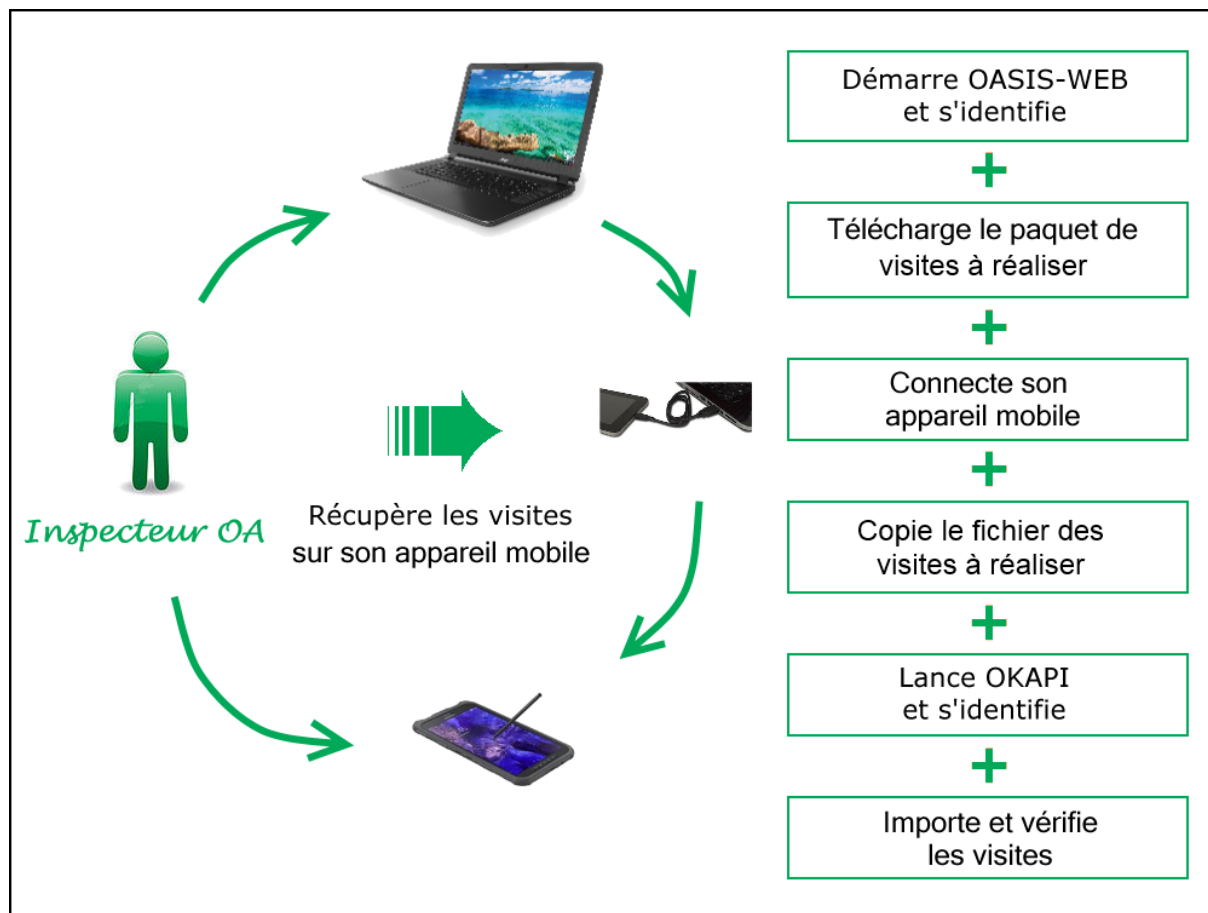 Inspecteur OA
Récupère les visites
sur son appareil mobile
Démarre OASIS-WEB
et s'identifie
+
Télécharge le paquet de
visites à réaliser
+
Connecte son
appareil mobile
+
Copie le fichier des
visites à réaliser
+
Lance OKAPI
et s'identifie
+
Importe et vérifie
les visites